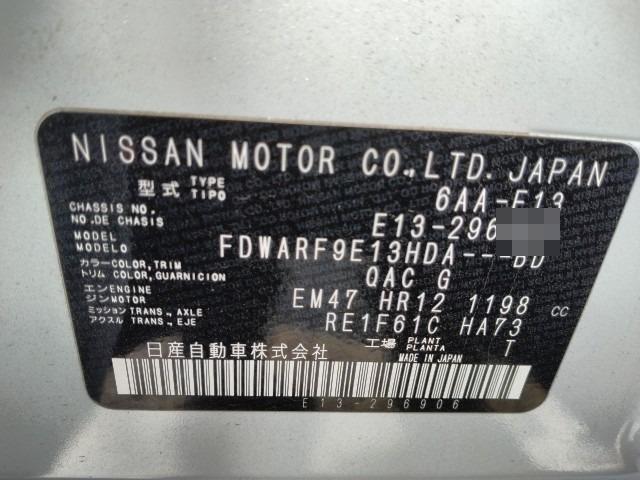 NISSAN MOTOR CO.,LTD. JAPAN
型式 TYPE TIPO 6AA-E13
CHASSIS NO. NO.DE CHASIS E13-296
MODEL MODELO FDWARF9E13HDA---BD
カラー COLOR,TRIM トリム COLOR,GUARNICION QAC G
エンジン ENGINE MOTOR EM47 HR12 1198 CC
ミッション TRANS., AXLE アクスル TRANS., EJE RE1F61C HA73
日産自動車株式会社 工場 PLANT PLANTA T
MADE IN JAPAN
E13-296906